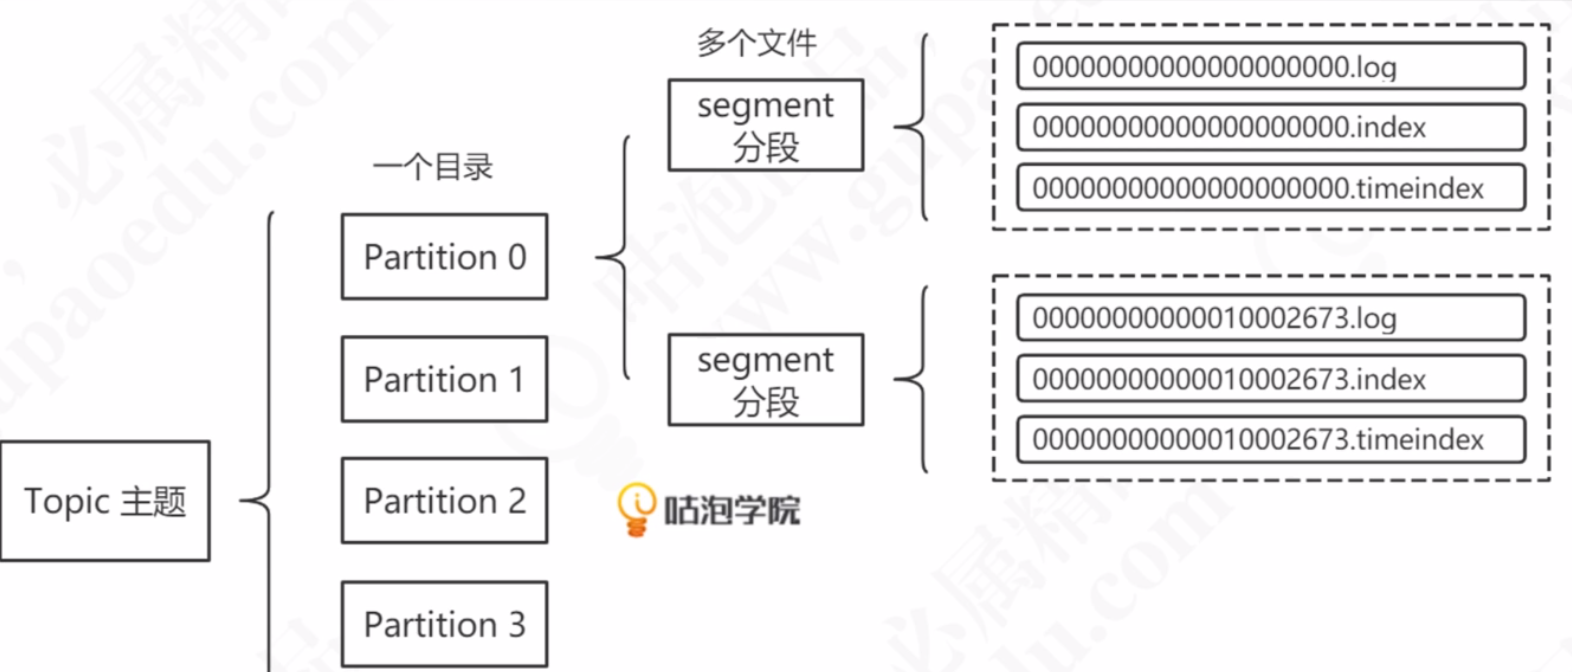 多个文件
segment
分段
00000000000000000000.log
00000000000000000000.index
00000000000000000000.timeindex
一个目录
Partition 0
Partition 1
segment
分段
00000000000010002673.log
00000000000010002673.index
00000000000010002673.timeindex
Topic 主题
Partition 2
咕泡学院
Partition 3